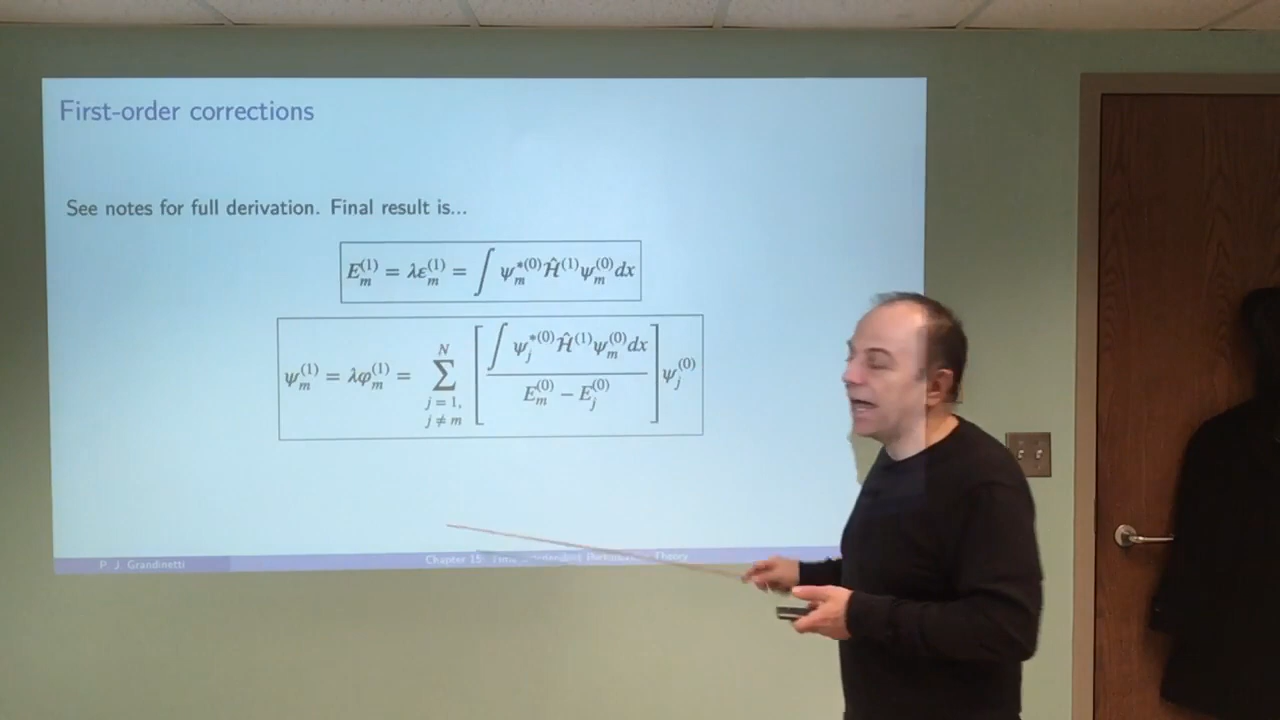 First-order corrections
See notes for full derivation. Final result is...
E_m^{(1)} = λε_m^{(1)} = ∫ ψ_m^{*(0)} Ĥ^{(1)} ψ_m^{(0)} dx
ψ_m^{(1)} = λφ_m^{(1)} = ∑_{j = 1, j ≠ m}^{N} [ ∫ ψ_j^{*(0)} Ĥ^{(1)} ψ_m^{(0)} dx / E_m^{(0)} − E_j^{(0)} ] ψ_j^{(0)}
P. J. Grandinetti
Chapter 15: Theory